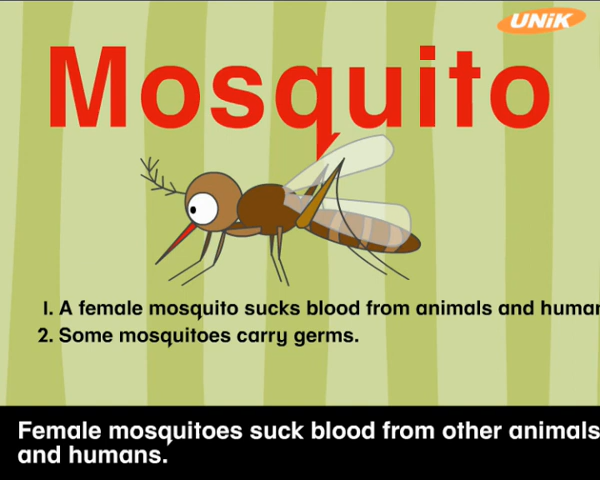 UNiK
Mosquito
1. A female mosquito sucks blood from animals and
2. Some mosquitoes carry germs.
Female mosquitoes suck blood from other animals
and humans.